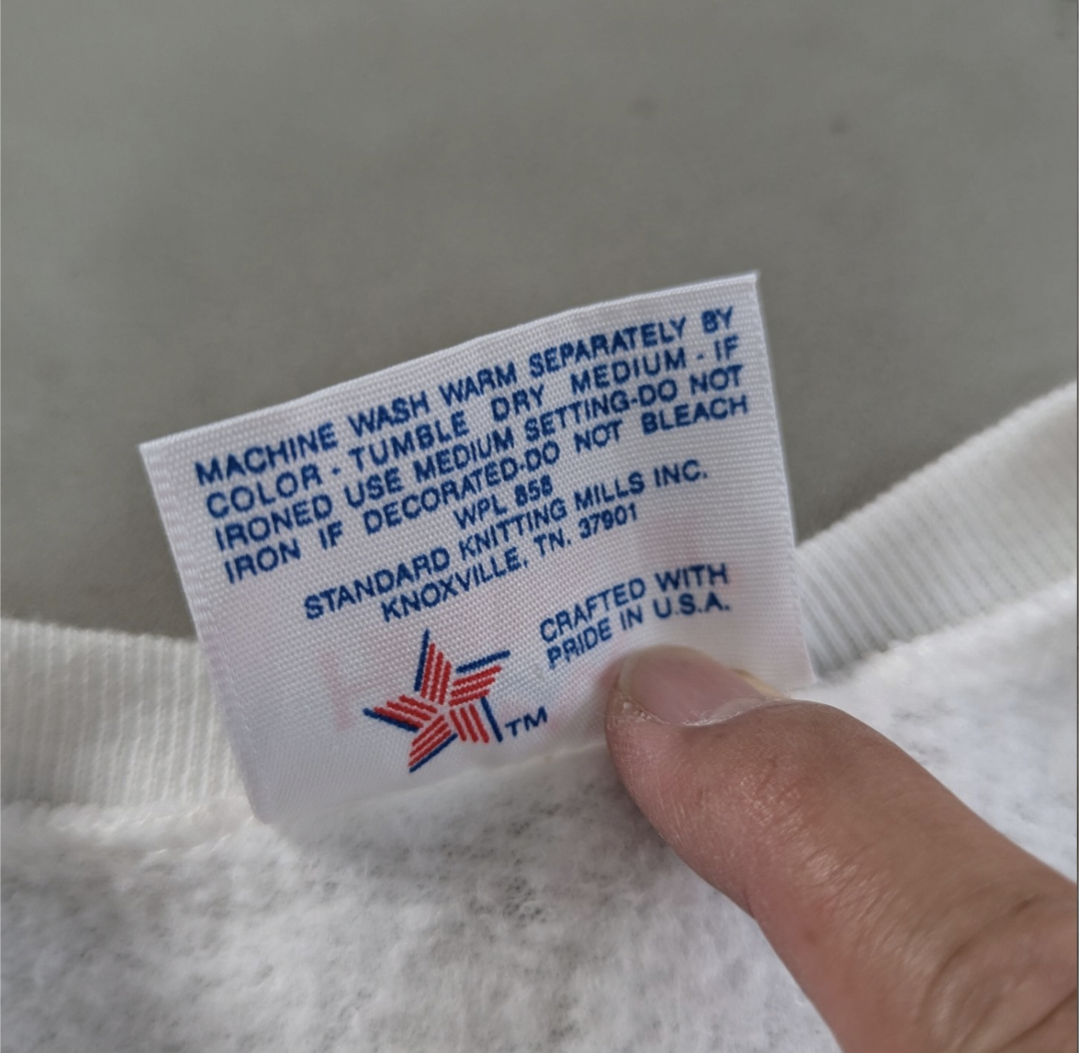 MACHINE WASH WARM SEPARATELY BY
COLOR - TUMBLE DRY MEDIUM - IF
IRONED USE MEDIUM SETTING-DO NOT
IRON IF DECORATED-DO NOT BLEACH
WPL 858
STANDARD KNITTING MILLS INC.
KNOXVILLE, TN. 37901
CRAFTED WITH
PRIDE IN U.S.A.
TM